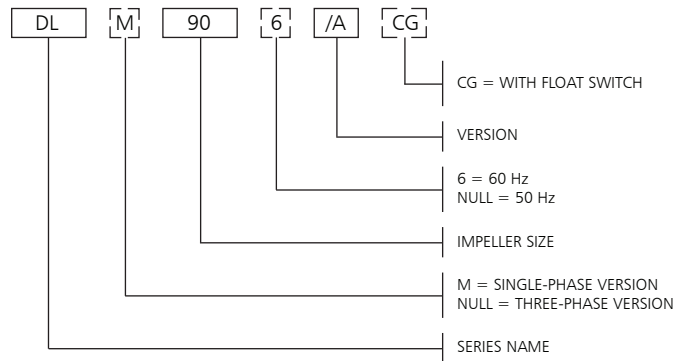 DL M 90 6 /A CG
CG = WITH FLOAT SWITCH
VERSION
6 = 60 Hz
NULL = 50 Hz
IMPELLER SIZE
M = SINGLE-PHASE VERSION
NULL = THREE-PHASE VERSION
SERIES NAME